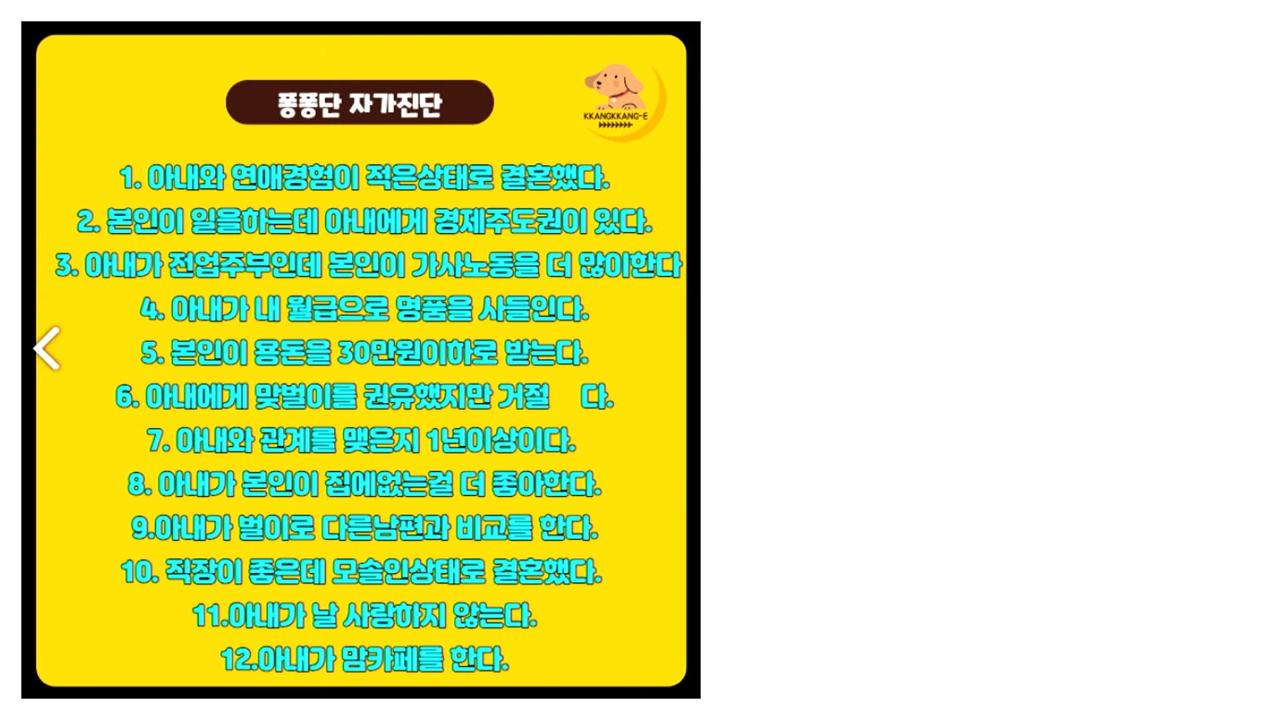 퐁퐁단 자가진단
KKANGKKANG-E
1. 아내와 연애경험이 적은상태로 결혼했다.
2. 본인이 일을하는데 아내에게 경제주도권이 있다.
3. 아내가 전업주부인데 본인이 가사노동을 더 많이한다
4. 아내가 내 월급으로 명품을 사들인다.
5. 본인이 용돈을 30만원이하로 받는다.
6. 아내에게 맞벌이를 권유했지만 거절 다.
7. 아내와 관계를 맺은지 1년이상이다.
8. 아내가 본인이 집에없는걸 더 좋아한다.
9.아내가 벌이로 다른남편과 비교를 한다.
10. 직장이 좋은데 모솔인상태로 결혼했다.
11.아내가 날 사랑하지 않는다.
12.아내가 맘카페를 한다.